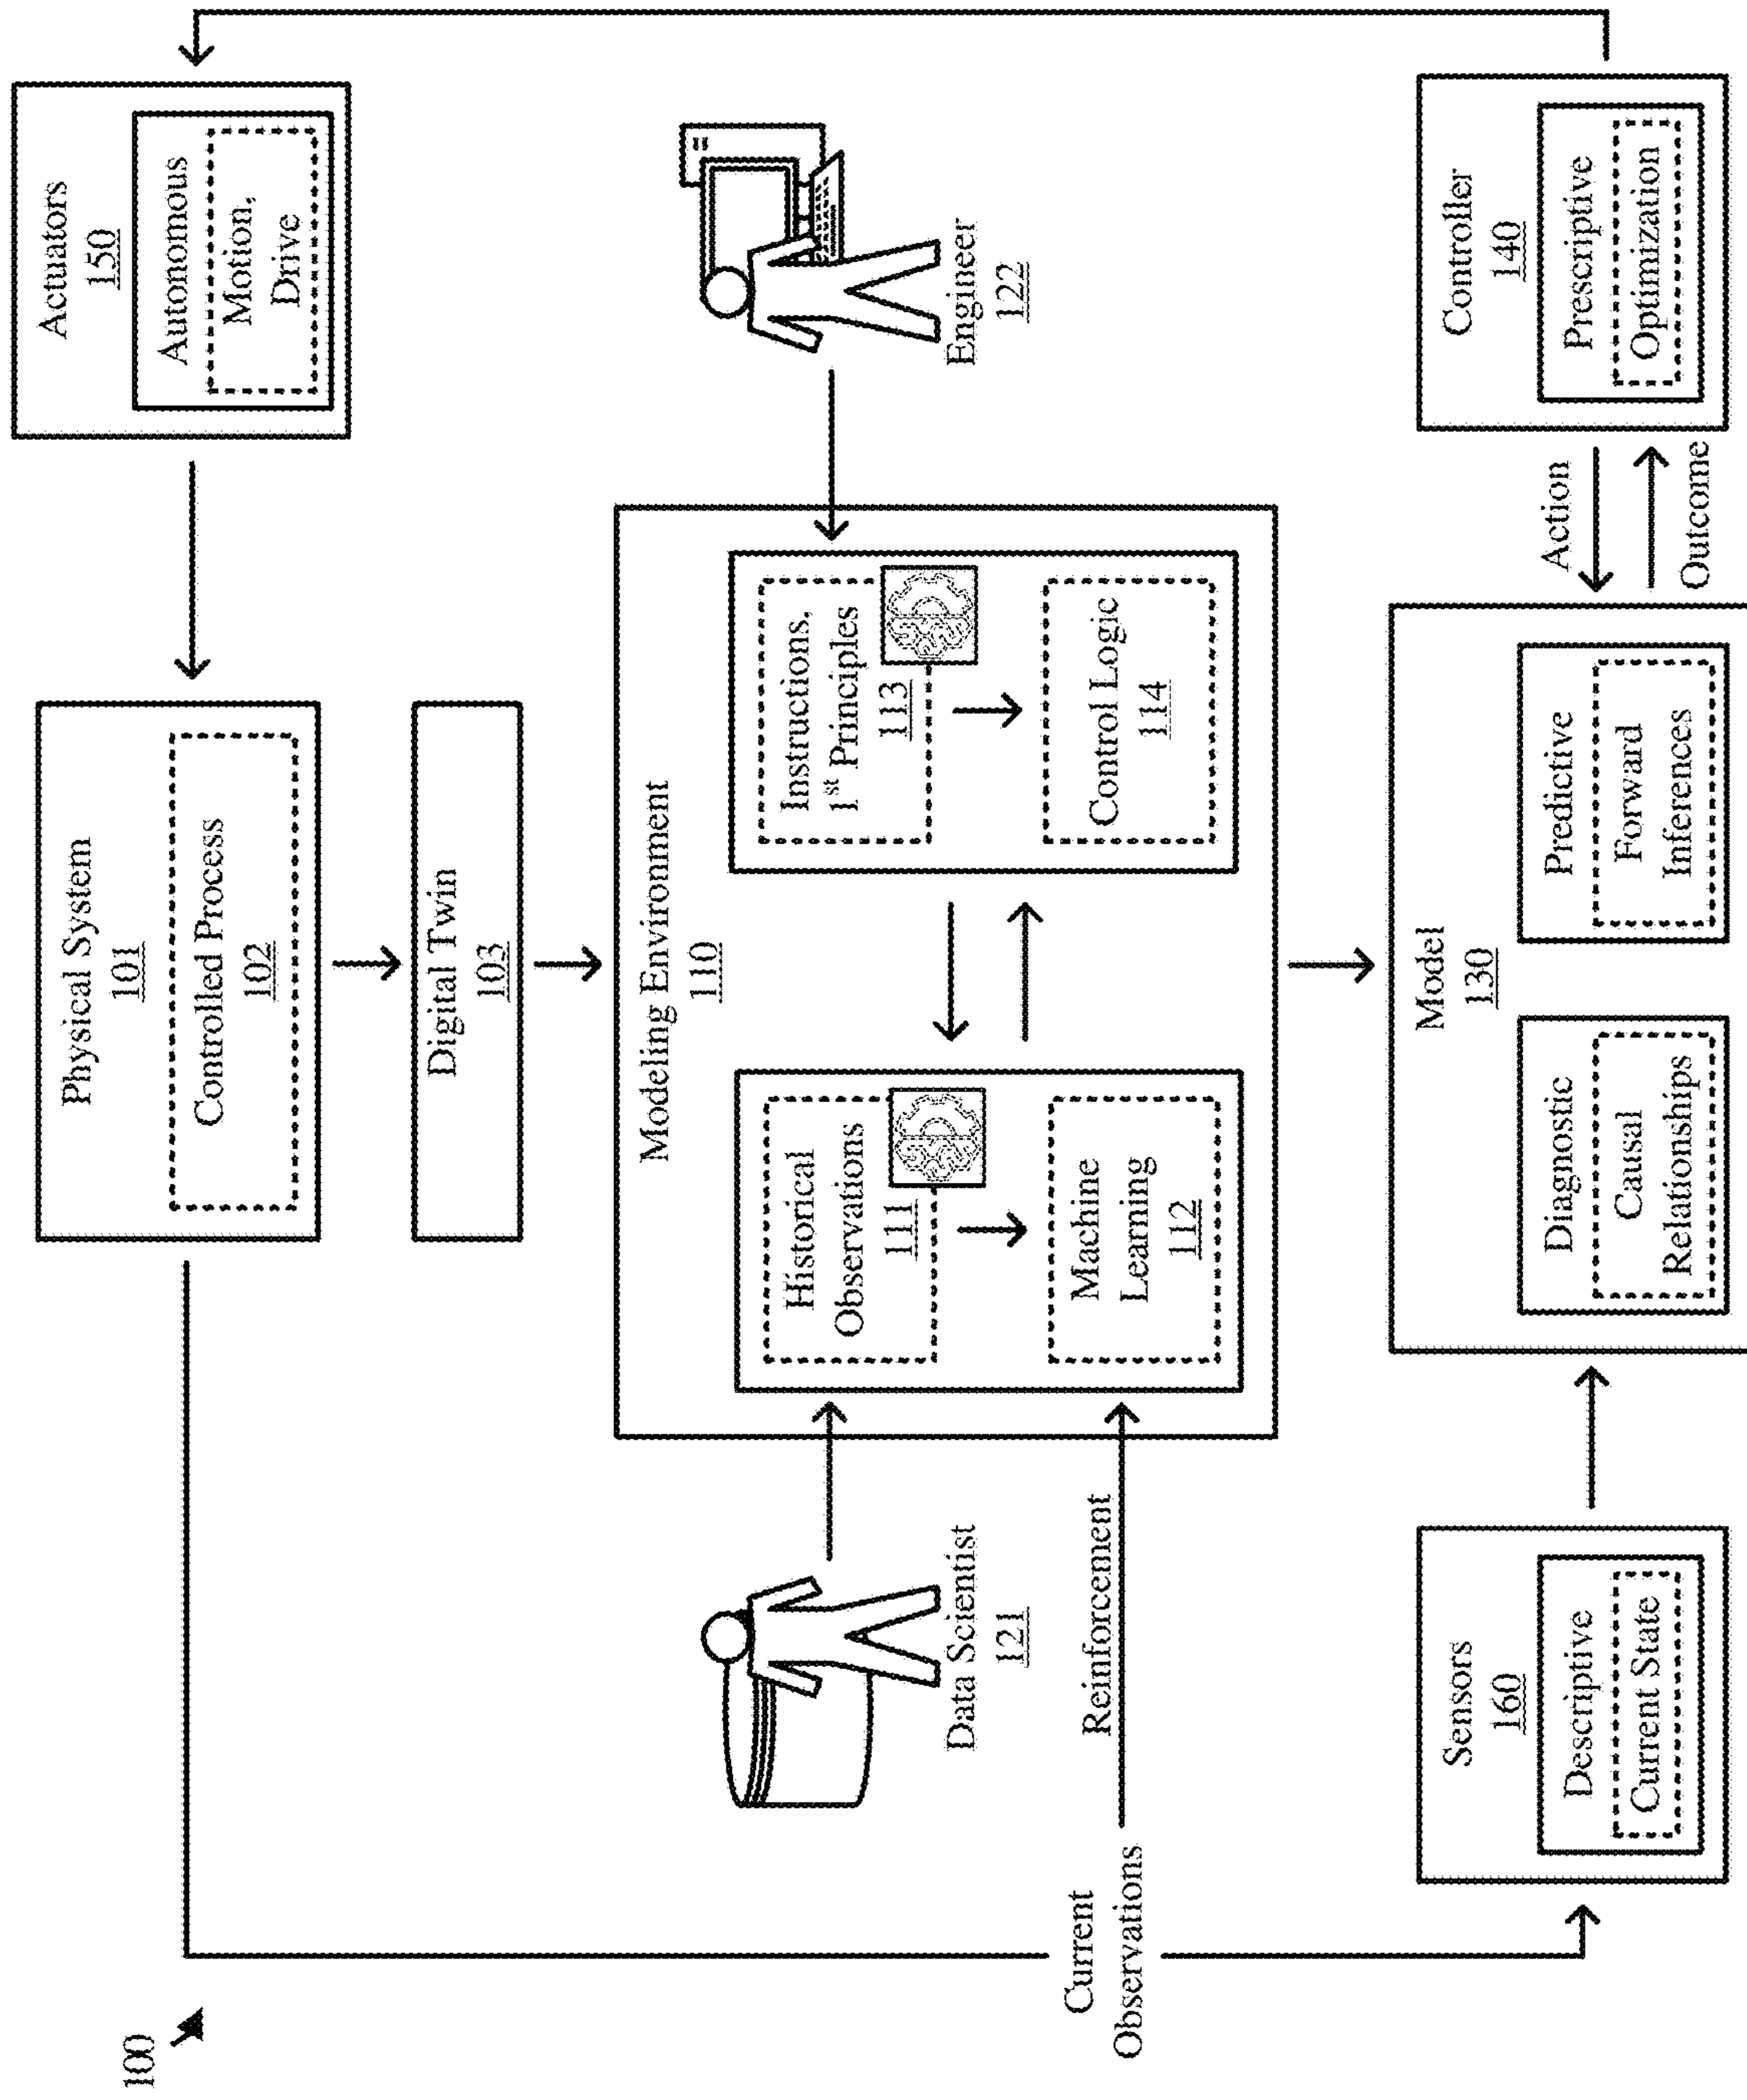 100
Physical System
101
Controlled Process
102
Actuators
150
Autonomous
Motion,
Drive
Digital Twin
103
Modeling Environment
110
Historical
Observations
111
Machine
Learning
112
Instructions,
1st Principles
113
Control Logic
114
Data Scientist
121
Engineer
122
Reinforcement
Current
Observations
Sensors
160
Descriptive
Current State
Model
130
Diagnostic
Causal
Relationships
Predictive
Forward
Inferences
Action
Outcome
Controller
140
Prescriptive
Optimization